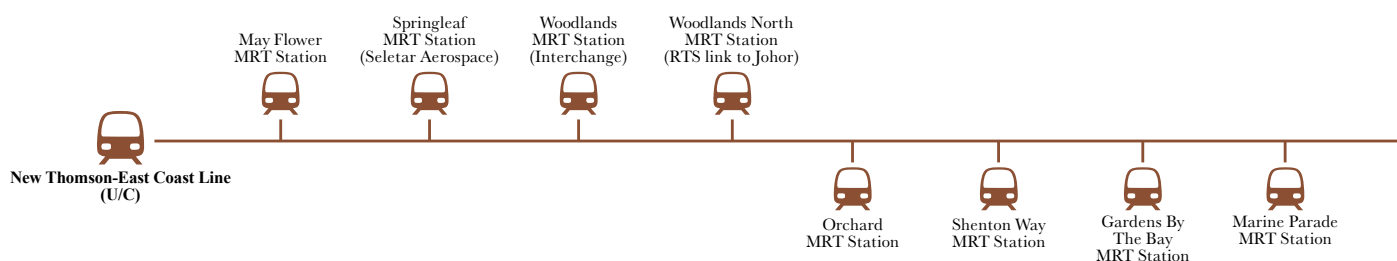 May Flower
MRT Station
Springleaf
MRT Station
(Seletar Aerospace)
Woodlands
MRT Station
(Interchange)
Woodlands North
MRT Station
(RTS link to Johor)
New Thomson-East Coast Line
(U/C)
Orchard
MRT Station
Shenton Way
MRT Station
Gardens By
The Bay
MRT Station
Marine Parade
MRT Station